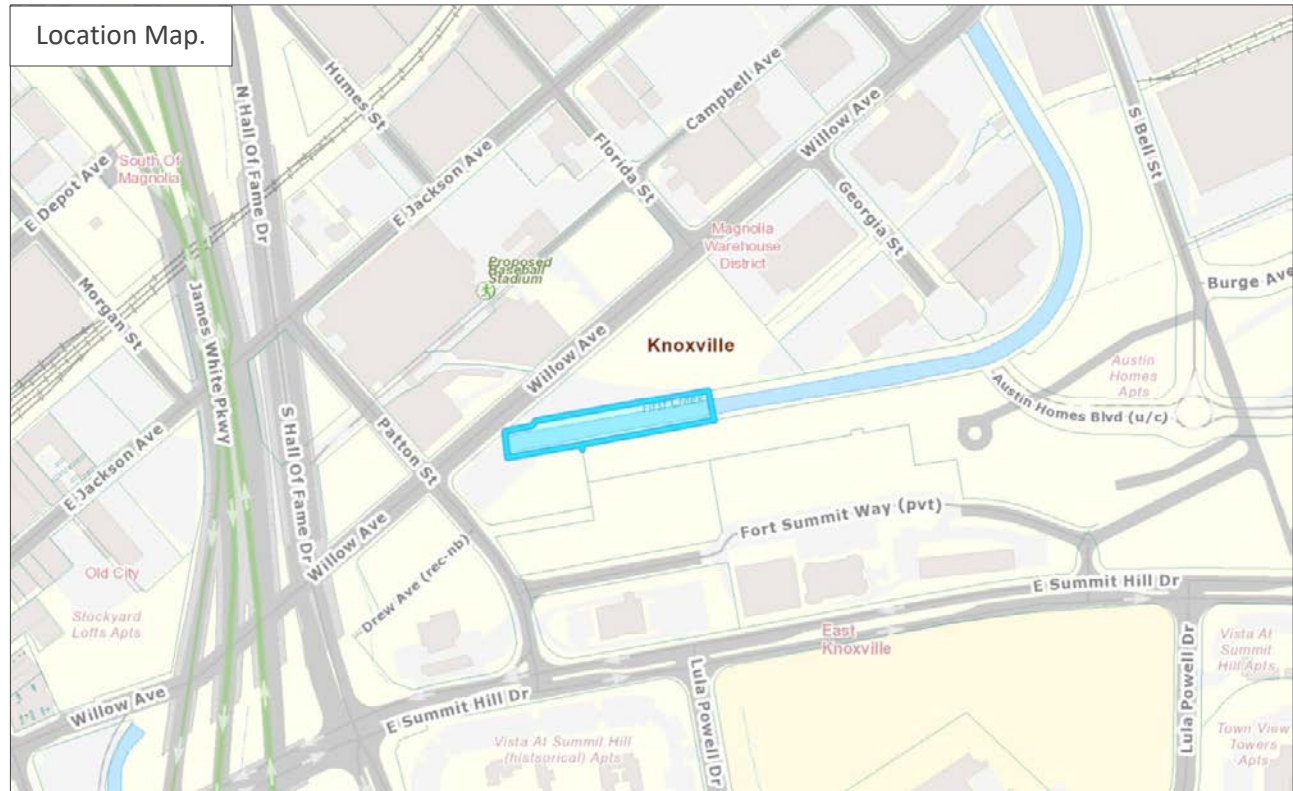 Location Map.
N Hall Of Fame Dr
Humes St
Campbell Ave
Willow Ave
S Bell St
E Depot Ave
South Of
Magnolia
E Jackson Ave
Florida St
Georgia St
Magnolia
Warehouse
District
Proposed
Baseball
Stadium
Burge Ave
Morgan St
James White Pkwy
Willow Ave
Knoxville
Austin
Homes
Apts
First Creek
Austin Homes Blvd (u/c)
E Jackson Ave
S Hall Of Fame Dr
Patton St
Fort Summit Way (pvt)
Willow Ave
Drew Ave (rec-nb)
Old City
Stockyard
Lofts Apts
E Summit Hill Dr
East
Knoxville
Lula Powell Dr
Lula Powell Dr
Vista At
Summit
Hill Apts
Willow Ave
E Summit Hill Dr
Vista At Summit Hill
(histsorical) Apts
Town View
Towers
Apts